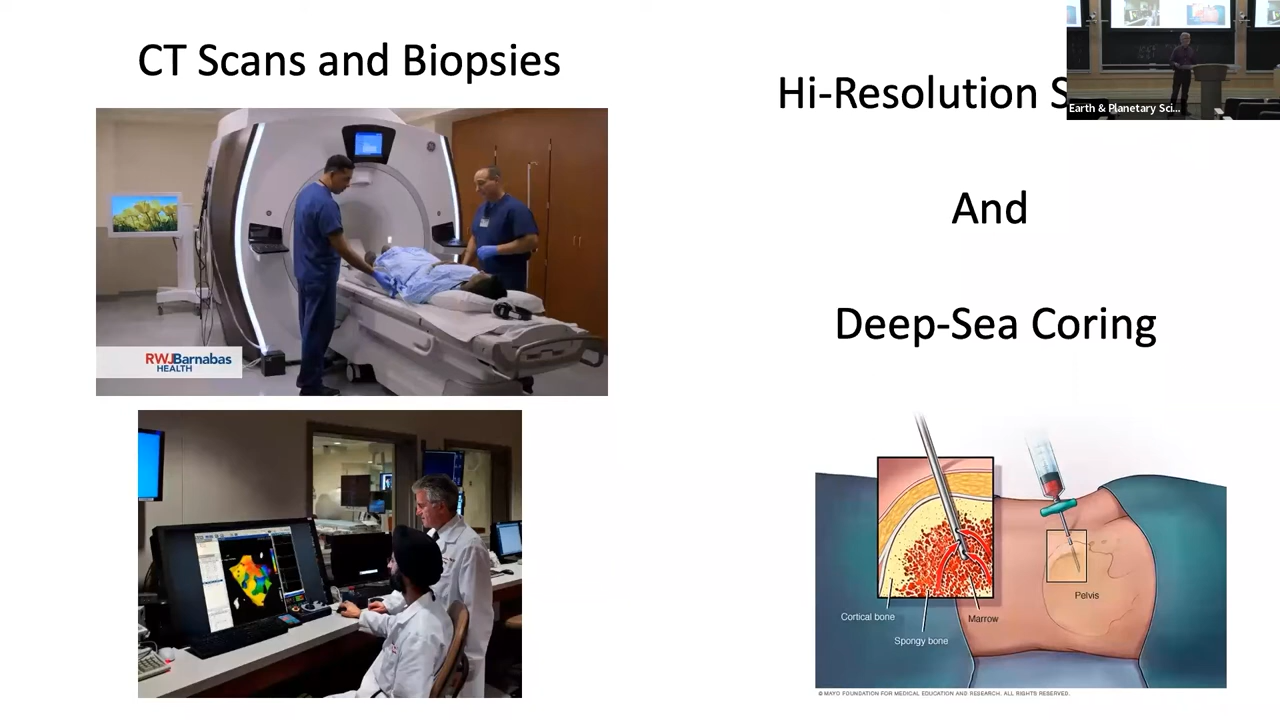 CT Scans and Biopsies
Hi-Resolution
Earth & Planetary Sci...
And
Deep-Sea Coring
RWJBarnabas
HEALTH
Cortical bone
Spongy bone
Marrow
Pelvis
© MAYO FOUNDATION FOR MEDICAL EDUCATION AND RESEARCH. ALL RIGHTS RESERVED.